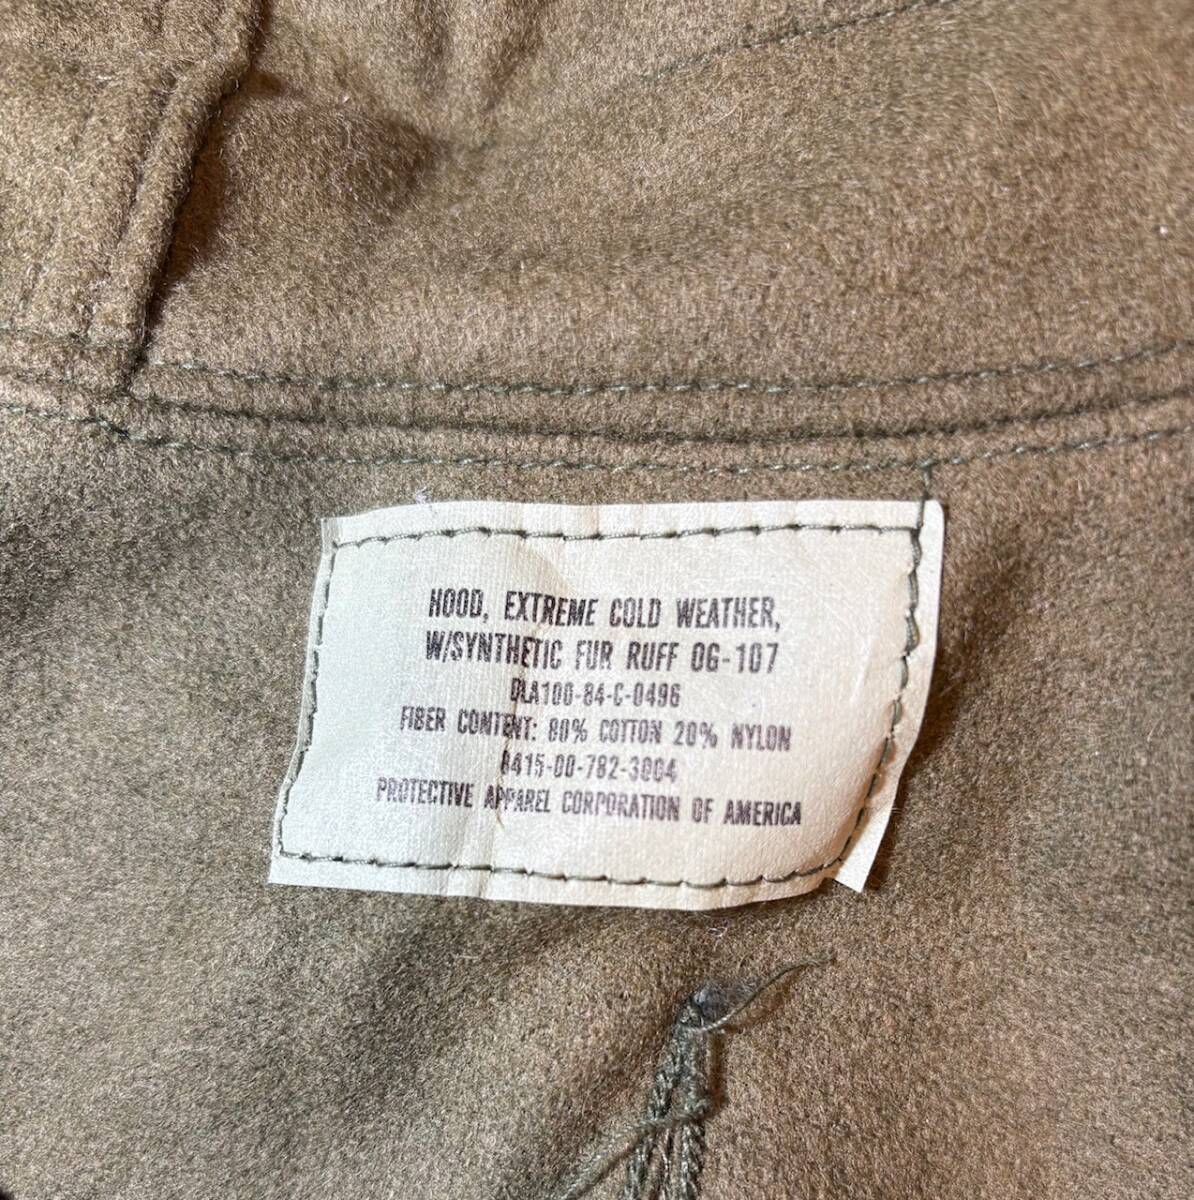 HOOD, EXTREME COLD WEATHER,
W/SYNTHETIC FUR RUFF OG-107
DLA100-84-C-0496
FIBER CONTENT: 80% COTTON 20% NYLON
8415-00-782-3004
PROTECTIVE APPAREL CORPORATION OF AMERICA